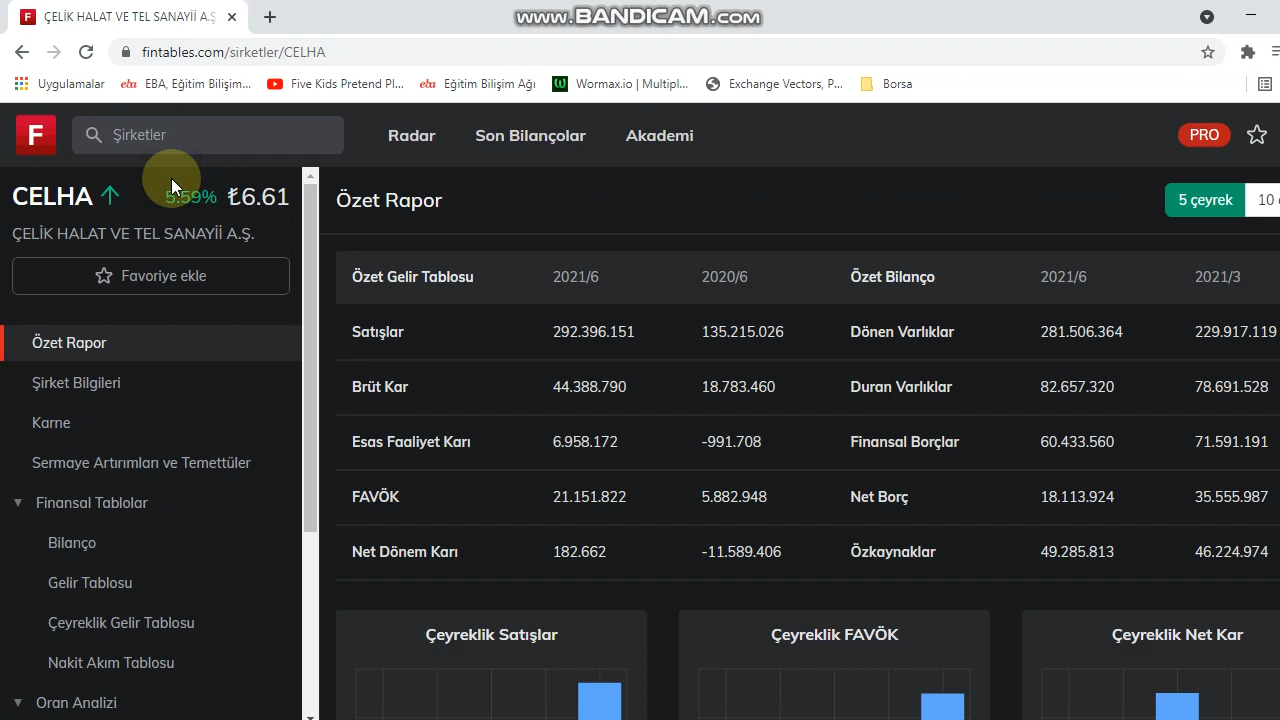 ÇELİK HALAT VE TEL SANAYİİ A.Ş.
www.BANDICAM.com
fintables.com/sirketler/CELHA
Uygulamalar
eba EBA, Eğitim Bilişim...
Five Kids Pretend Pl...
eba Eğitim Bilişim Ağı
Wormax.io | Multipl...
Exchange Vectors, P...
Borsa
F
Şirketler
Radar
Son Bilançolar
Akademi
PRO
CELHA 5.59% ₺6.61
ÇELİK HALAT VE TEL SANAYİİ A.Ş.
Favoriye ekle
Özet Rapor
Şirket Bilgileri
Karne
Sermaye Artırımları ve Temettüler
Finansal Tablolar
Bilanço
Gelir Tablosu
Çeyreklik Gelir Tablosu
Nakit Akım Tablosu
Oran Analizi
Özet Rapor
5 çeyrek
10
Özet Gelir Tablosu 2021/6 2020/6 Özet Bilanço 2021/6 2021/3
Satışlar 292.396.151 135.215.026 Dönen Varlıklar 281.506.364 229.917.119
Brüt Kar 44.388.790 18.783.460 Duran Varlıklar 82.657.320 78.691.528
Esas Faaliyet Karı 6.958.172 -991.708 Finansal Borçlar 60.433.560 71.591.191
FAVÖK 21.151.822 5.882.948 Net Borç 18.113.924 35.555.987
Net Dönem Karı 182.662 -11.589.406 Özkaynaklar 49.285.813 46.224.974
Çeyreklik Satışlar
Çeyreklik FAVÖK
Çeyreklik Net Kar